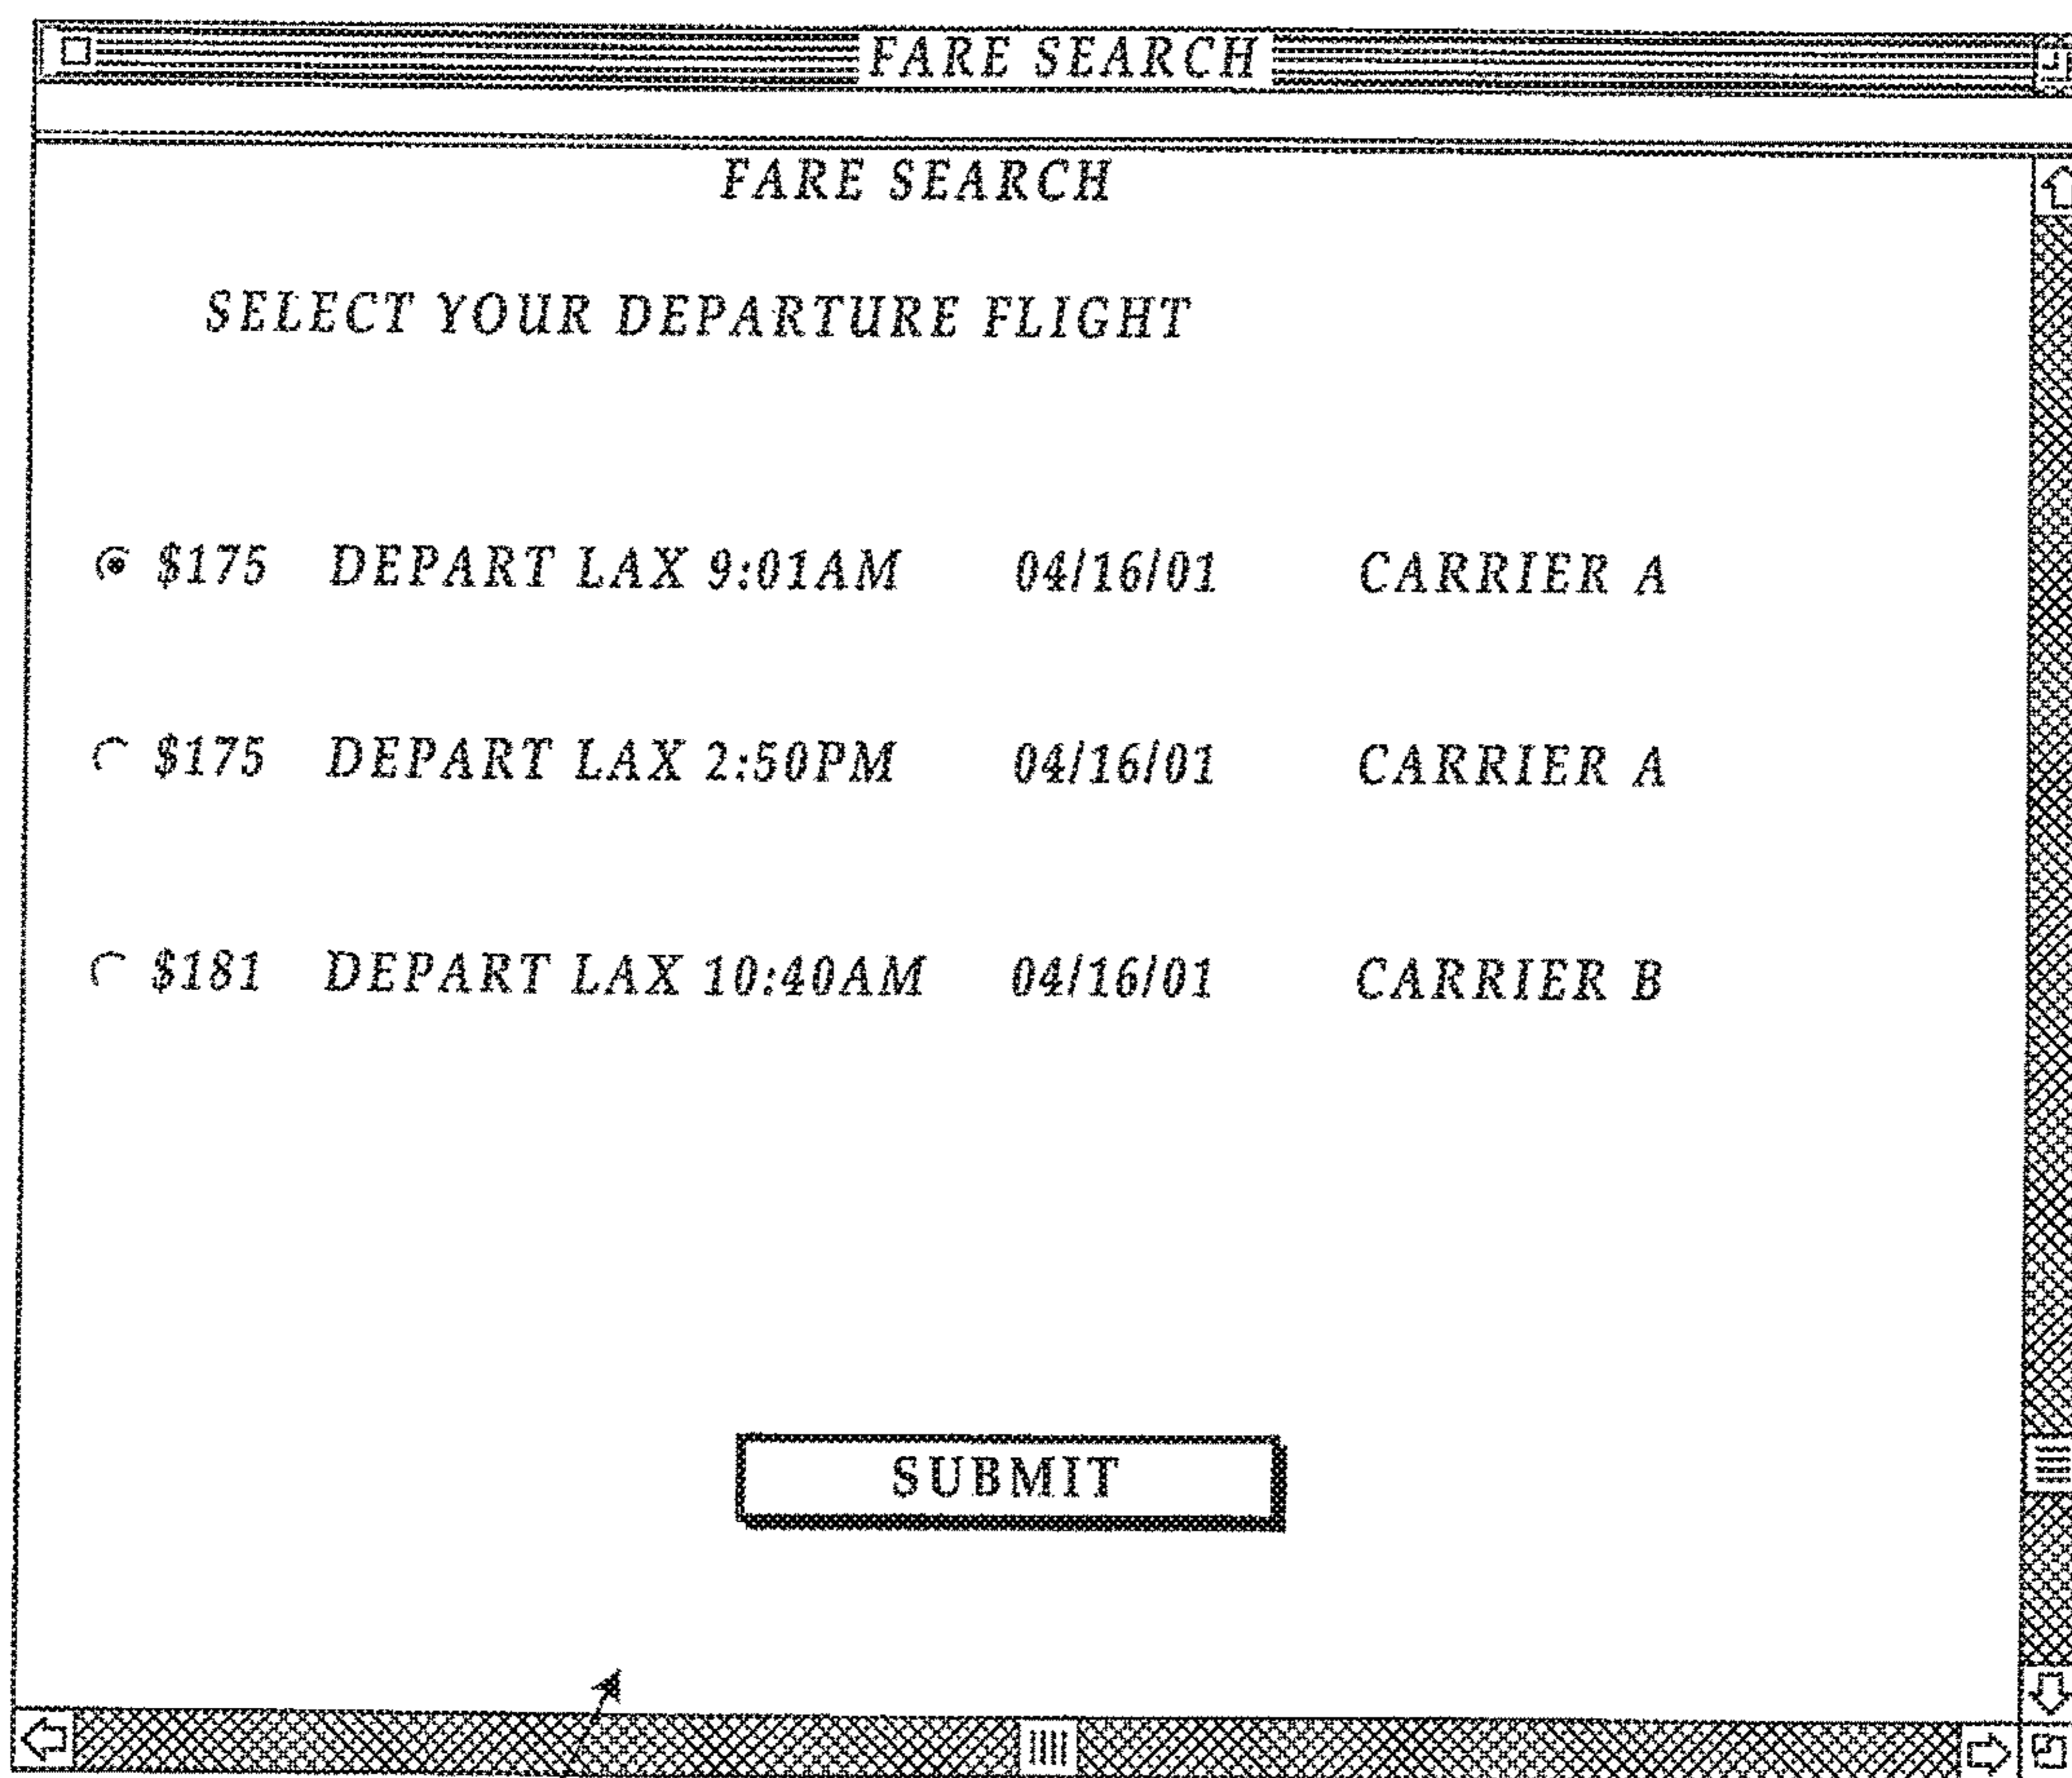 FARE SEARCH
FARE SEARCH
SELECT YOUR DEPARTURE FLIGHT
$175 DEPART LAX 9:01AM 04/16/01 CARRIER A
$175 DEPART LAX 2:50PM 04/16/01 CARRIER A
$181 DEPART LAX 10:40AM 04/16/01 CARRIER B
SUBMIT